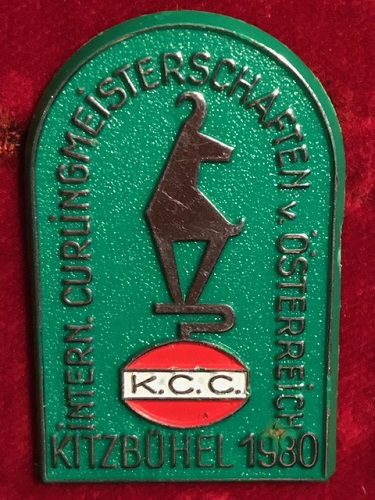 INTERN. CURLINGMEISTERSCHAFTEN v. ÖSTERREICH
K.C.C.
KITZBÜHEL 1980